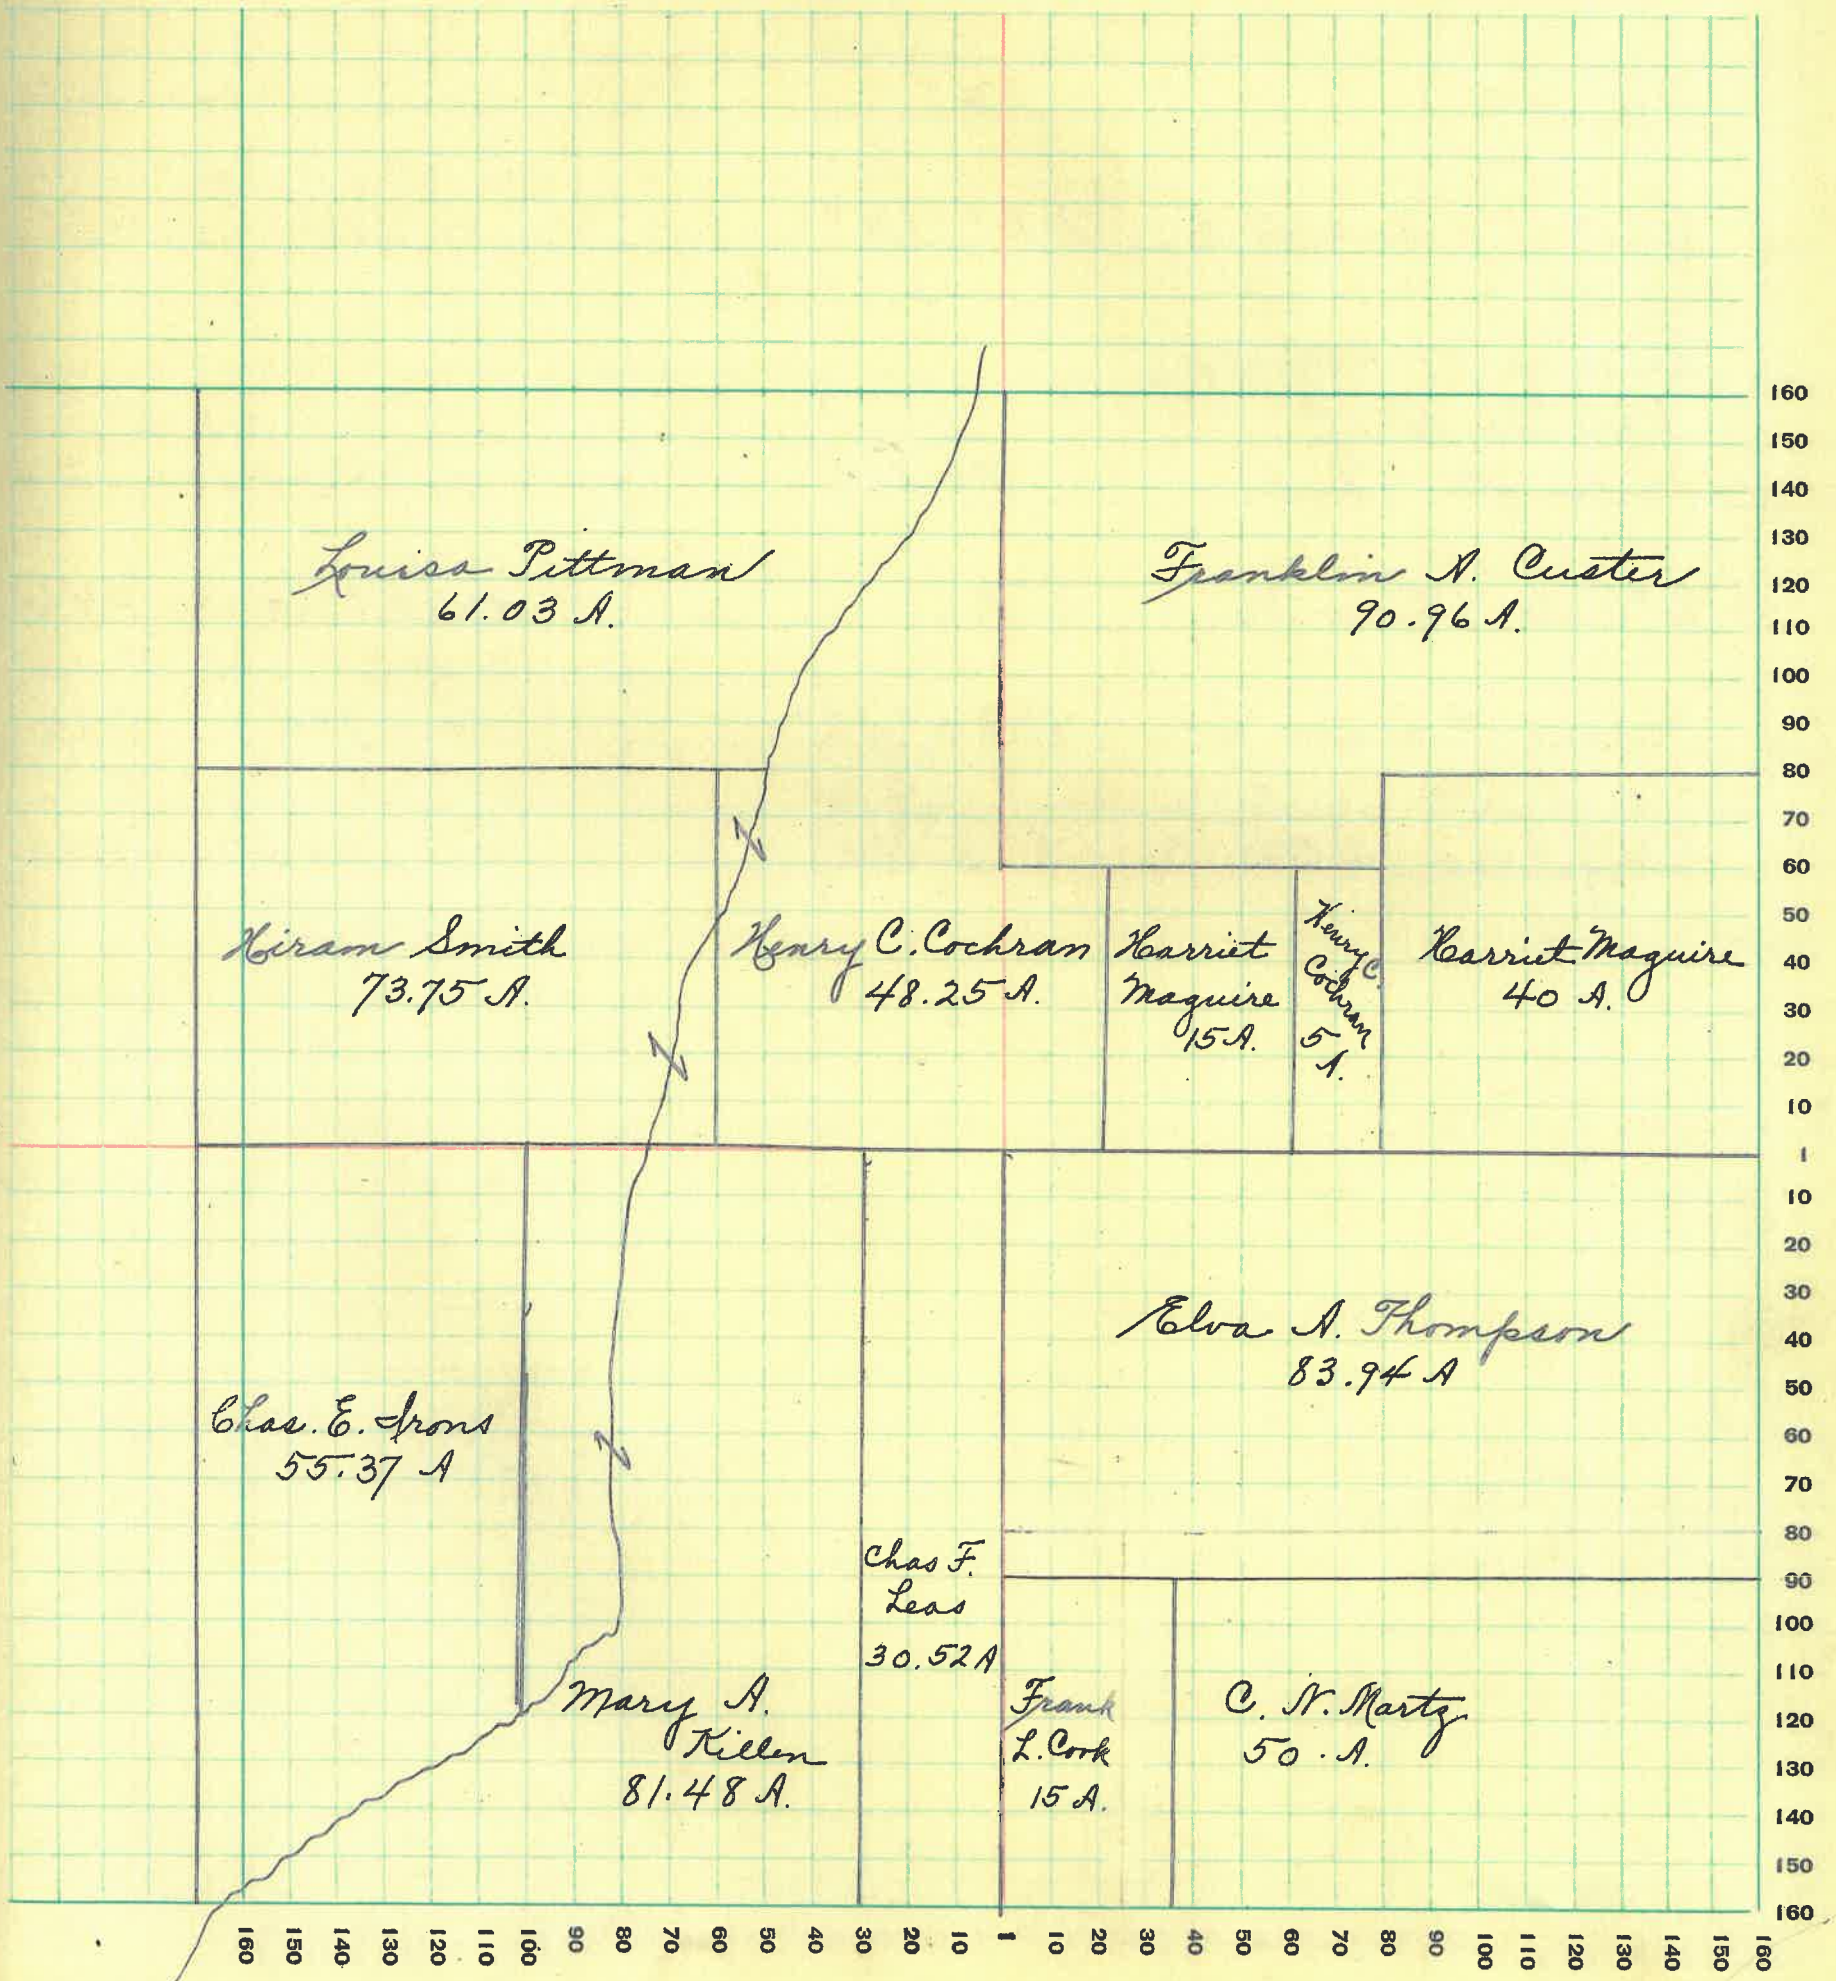 Louisa Pittman
61.03 A.
Franklin A. Custer
90.96 A.
Hiram Smith
73.75 A.
Henry C. Cochran
48.25 A.
Harriet
Maguire
15 A.
Henry C.
Cochran
5
A.
Harriet Maguire
40 A.
Chas. E. Irons
55.37 A
Mary A.
Killen
81.48 A.
Chas F.
Leas
30.52 A
Elva A. Thompson
83.94 A
Frank
L. Cook
15 A.
C. N. Martz
50. A.
160
150
140
130
120
110
100
90
80
70
60
50
40
30
20
10
1
10
20
30
40
50
60
70
80
90
100
110
120
130
140
150
160
160 150 140 130 120 110 100 90 80 70 60 50 40 30 20 10 1 10 20 30 40 50 60 70 80 90 100 110 120 130 140 150 160